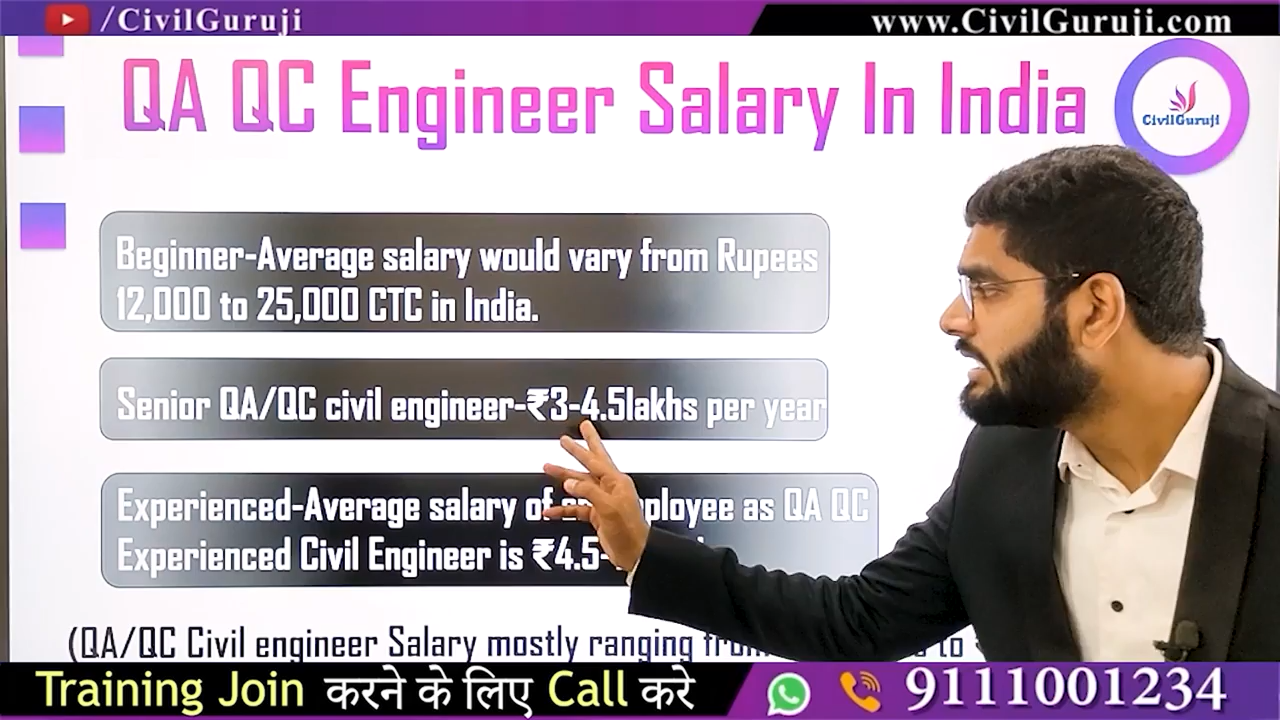 /CivilGuruji
www.CivilGuruji.com
QA QC Engineer Salary In India
CivilGuruji
Beginner-Average salary would vary from Rupees
12,000 to 25,000 CTC in India.
Senior QA/QC civil engineer-₹3-4.5lakhs per year
Experienced-Average salary of employee as QA QC
Experienced Civil Engineer is ₹4.5-
(QA/QC Civil engineer Salary mostly ranging to
Training Join करने के लिए Call करे
9111001234